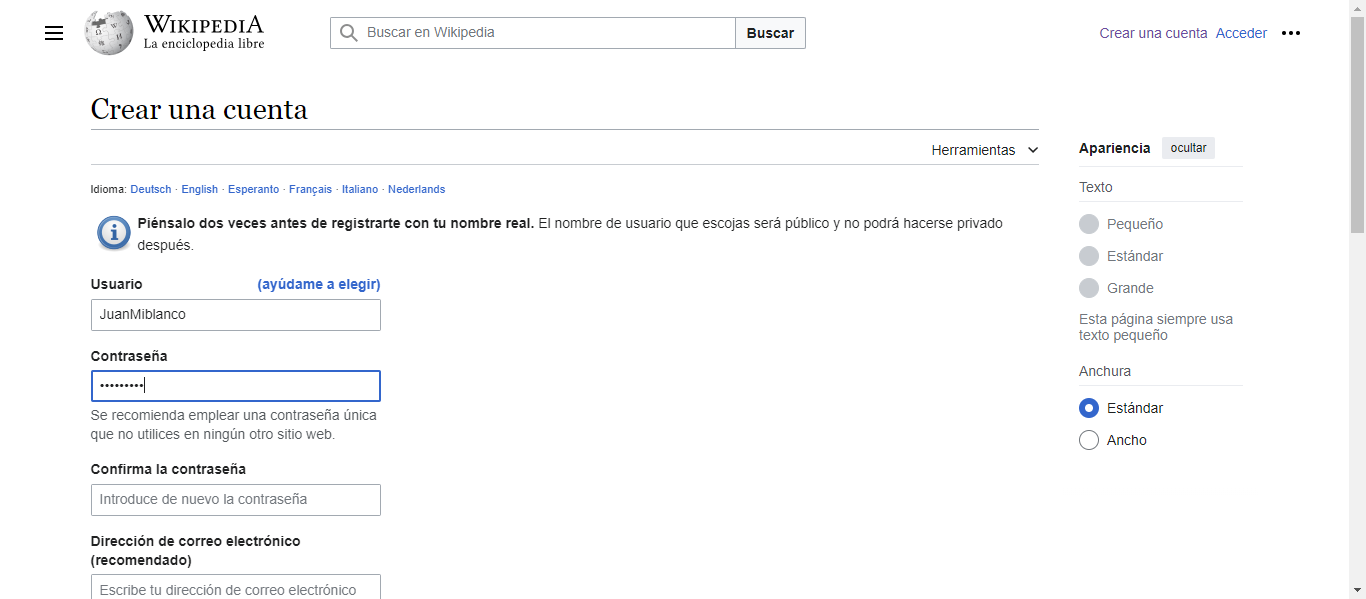 WIKIPEDIA
La enciclopedia libre
Buscar en Wikipedia
Buscar
Crear una cuenta Acceder
Crear una cuenta
Herramientas
Idioma: Deutsch · English · Esperanto · Français · Italiano · Nederlands
Piénsalo dos veces antes de registrarte con tu nombre real. El nombre de usuario que escojas será público y no podrá hacerse privado
después.
Usuario (ayúdame a elegir)
JuanMiblanco
Contraseña
•••••••••
Se recomienda emplear una contraseña única
que no utilices en ningún otro sitio web.
Confirma la contraseña
Introduce de nuevo la contraseña
Dirección de correo electrónico
(recomendado)
Escribe tu dirección de correo electrónico
Apariencia ocultar
Texto
Pequeño
Estándar
Grande
Esta página siempre usa
texto pequeño
Anchura
Estándar
Ancho